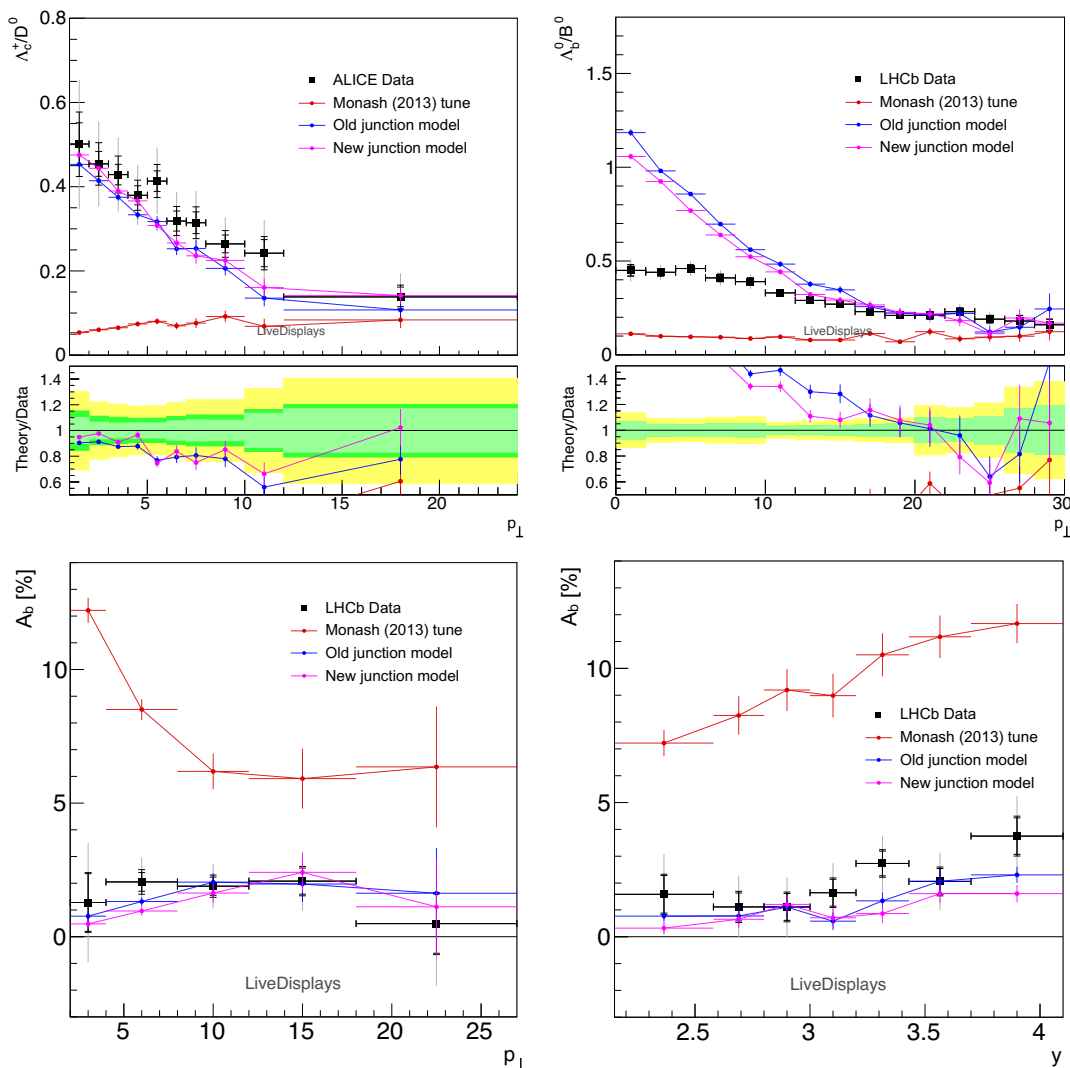 Λc+/D0
0.8
0.6
0.4
0.2
0
ALICE Data
Monash (2013) tune
Old junction model
New junction model
LiveDisplays
Theory/Data
1.4
1.2
1
0.8
0.6
5 10 15 20
p⊥
Λb0/B0
1.5
1
0.5
0
LHCb Data
Monash (2013) tune
Old junction model
New junction model
LiveDisplays
Theory/Data
1.4
1.2
1
0.8
0.6
0 10 20 30
p⊥
Ab [%]
10
5
0
LHCb Data
Monash (2013) tune
Old junction model
New junction model
LiveDisplays
5 10 15 20 25
p⊥
Ab [%]
10
5
0
LHCb Data
Monash (2013) tune
Old junction model
New junction model
LiveDisplays
2.5 3 3.5 4
y